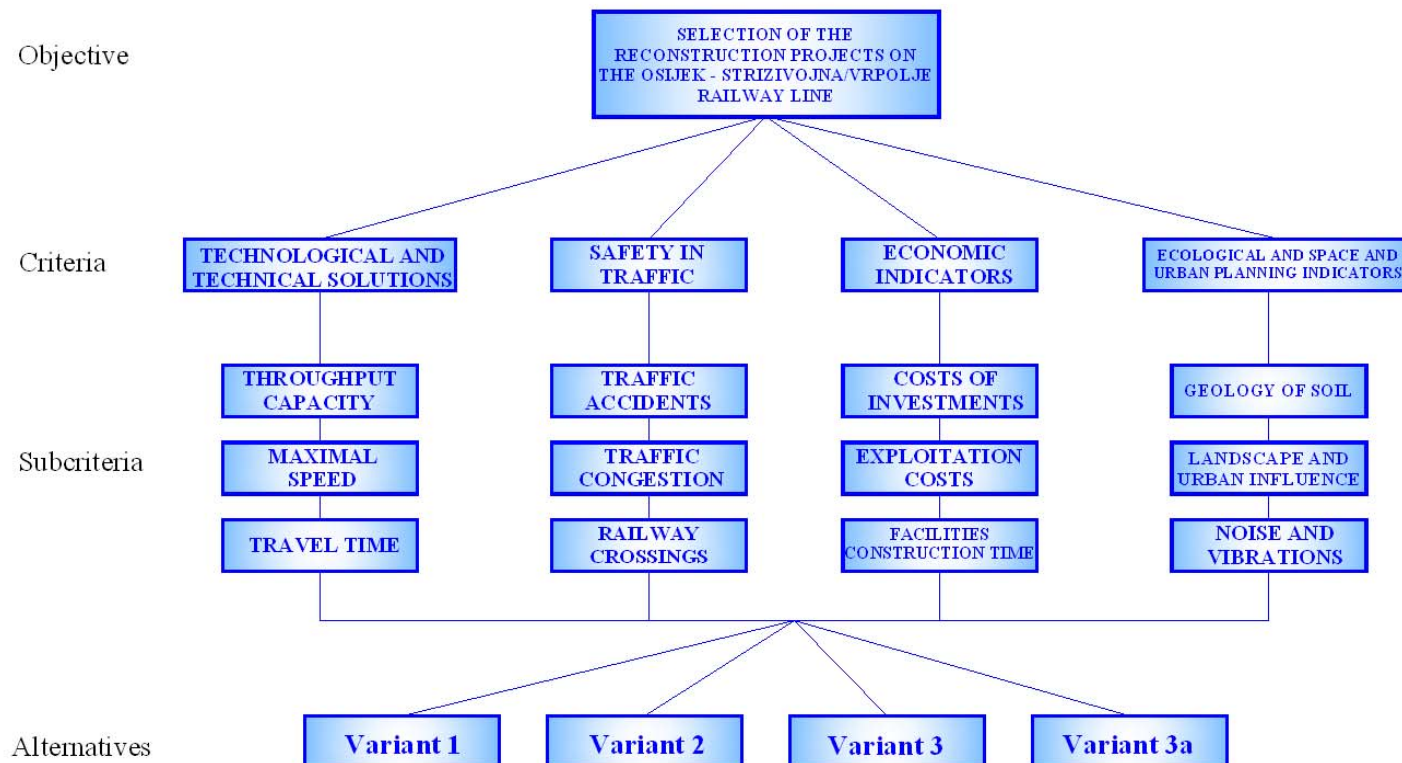 Objective
SELECTION OF THE
RECONSTRUCTION PROJECTS ON
THE OSIJEK - STRIZIVOJNA/VRPOLJE
RAILWAY LINE
Criteria
TECHNOLOGICAL AND
TECHNICAL SOLUTIONS
SAFETY IN
TRAFFIC
ECONOMIC
INDICATORS
ECOLOGICAL AND SPACE AND
URBAN PLANNING INDICATORS
Subcriteria
THROUGHPUT
CAPACITY
MAXIMAL
SPEED
TRAVEL TIME
TRAFFIC
ACCIDENTS
TRAFFIC
CONGESTION
RAILWAY
CROSSINGS
COSTS OF
INVESTMENTS
EXPLOITATION
COSTS
FACILITIES
CONSTRUCTION TIME
GEOLOGY OF SOIL
LANDSCAPE AND
URBAN INFLUENCE
NOISE AND
VIBRATIONS
Alternatives
Variant 1
Variant 2
Variant 3
Variant 3a